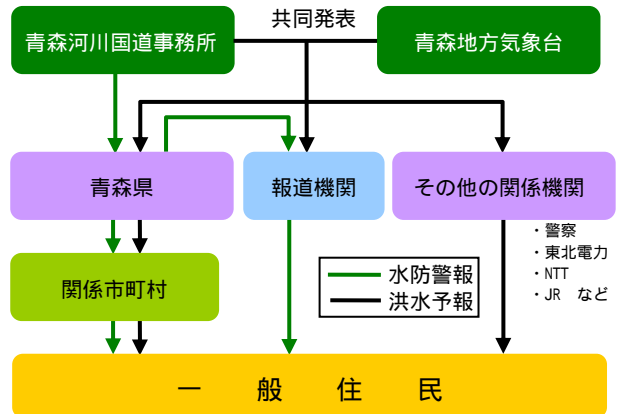 共同発表
青森河川国道事務所
青森地方気象台
青森県
報道機関
その他の関係機関
・警察
・東北電力
・NTT
・JR　など
関係市町村
水防警報
洪水予報
一　般　住　民